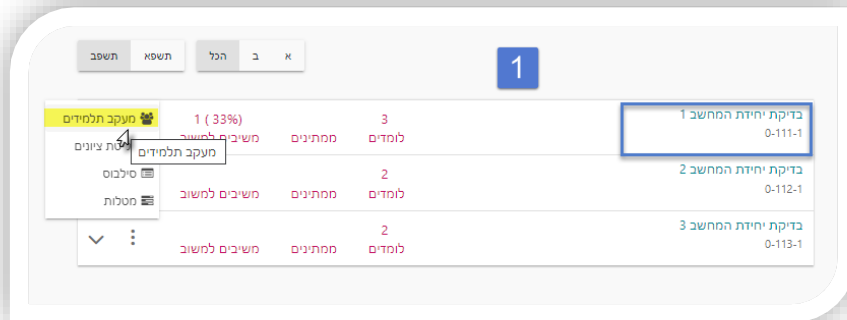 א ב הכל תשפא תשפב
1
בדיקת יחידת המחשב 1
0-111-1
3
לומדים
ממתינים
1 ( 33%)
משיבים למשוב
מעקב תלמידים
ציונים
מעקב תלמידים
סילבוס
מטלות
בדיקת יחידת המחשב 2
0-112-1
2
לומדים
ממתינים
משיבים למשוב
בדיקת יחידת המחשב 3
0-113-1
2
לומדים
ממתינים
משיבים למשוב